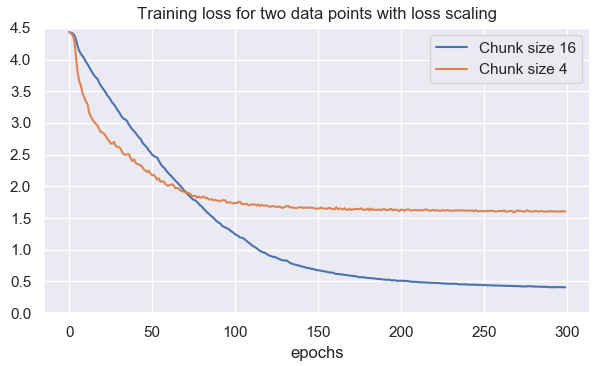 Training loss for two data points with loss scaling
Chunk size 16
Chunk size 4
4.5
4.0
3.5
3.0
2.5
2.0
1.5
1.0
0.5
0.0
0 50 100 150 200 250 300
epochs